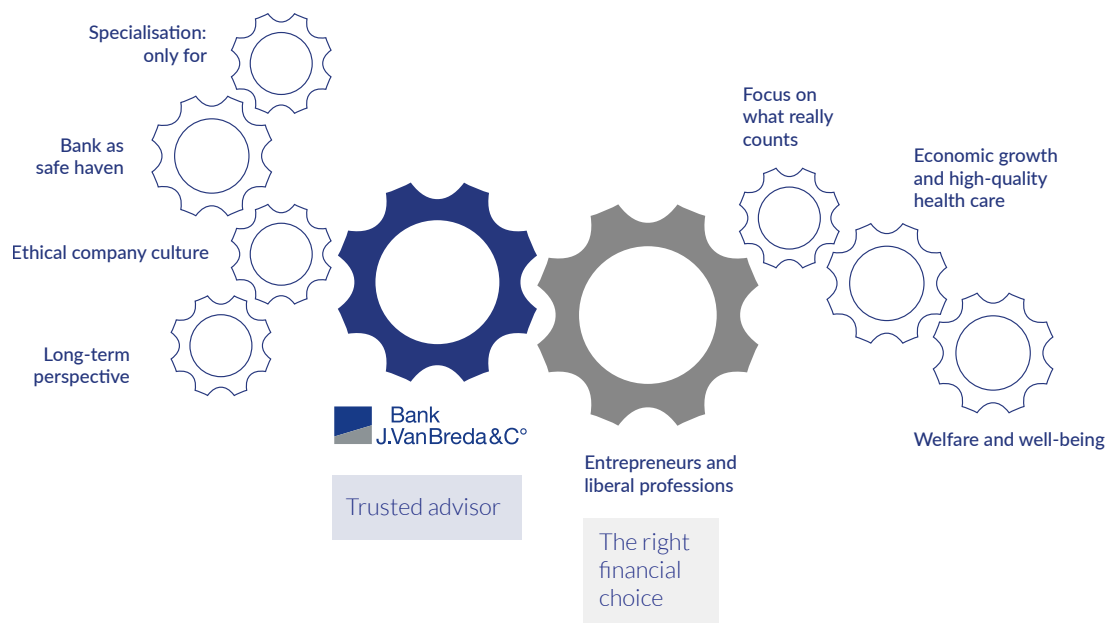 Specialisation:
only for
Bank as
safe haven
Ethical company culture
Long-term
perspective
Bank
J.VanBreda&C°
Trusted advisor
Entrepreneurs and
liberal professions
The right
financial
choice
Focus on
what really
counts
Economic growth
and high-quality
health care
Welfare and well-being